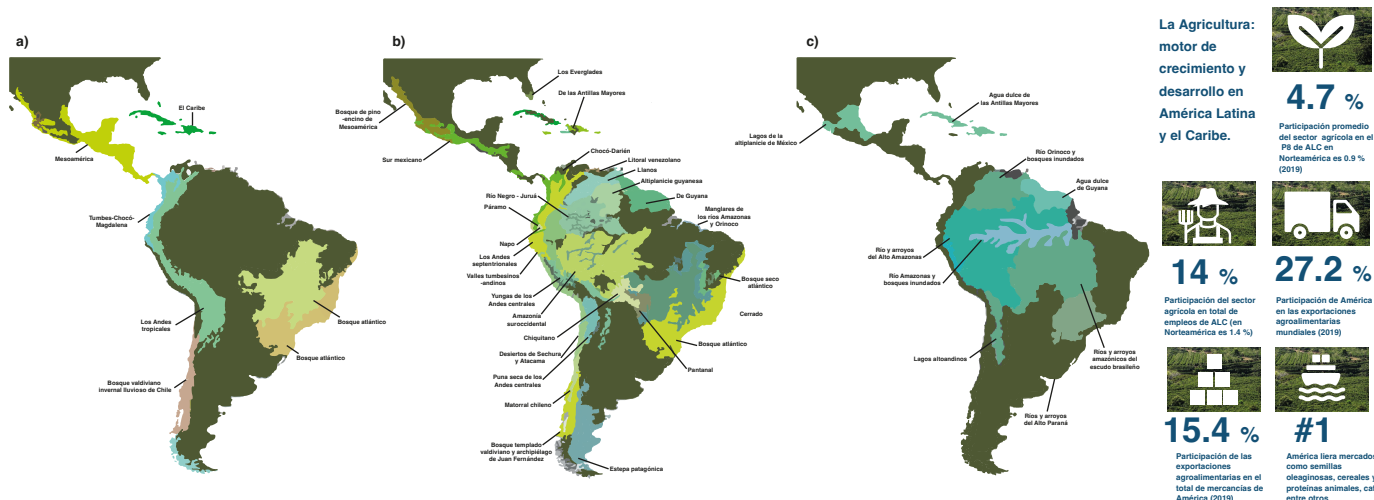 a)
El Caribe
Mesoamérica
Tumbes-Chocó-
Magdalena
Los Andes
tropicales
Bosque atlántico
Bosque atlántico
Bosque valdiviano
invernal lluvioso de Chile
b)
Los Everglades
De las Antillas Mayores
Bosque de pino
-encino de
Mesoamérica
Sur mexicano
Chocó-Darién
Litoral venezolano
Llanos
Altiplanicie guyanesa
De Guyana
Río Negro - Juruá
Páramo
Manglares de
los ríos Amazonas
y Orinoco
Napo
Los Andes
septentrionales
Valles tumbesinos
-andinos
Bosque seco
atlántico
Yungas de los
Andes centrales
Amazonía
suroccidental
Cerrado
Chiquitano
Bosque atlántico
Desiertos de Sechura
y Atacama
Pantanal
Puna seca de los
Andes centrales
Matorral chileno
Bosque templado
valdiviano y archipiélago
de Juan Fernández
Estepa patagónica
c)
Agua dulce de
las Antillas Mayores
Lagos de la
altiplanicie de México
Río Orinoco y
bosques inundados
Agua dulce
de Guyana
Río y arroyos
del Alto Amazonas
Río Amazonas y
bosques inundados
Lagos altoandinos
Ríos y arroyos
amazónicos del
escudo brasileño
Ríos y arroyos
del Alto Paraná
La Agricultura:
motor de
crecimiento y
desarrollo en
América Latina
y el Caribe.
4.7 %
Participación promedio
del sector agrícola en el
P8 de ALC en
Norteamérica es 0.9 %
(2019)
14 %
Participación del sector
agrícola en total de
empleos de ALC (en
Norteamérica es 1.4 %)
27.2 %
Participación de América
en las exportaciones
agroalimentarias
mundiales (2019)
15.4 %
Participación de las
exportaciones
agroalimentarias en el
total de mercancías de
América (2019)
#1
América liera mercados
como semillas
oleaginosas, cereales y
proteínas animales, caf
entre otros